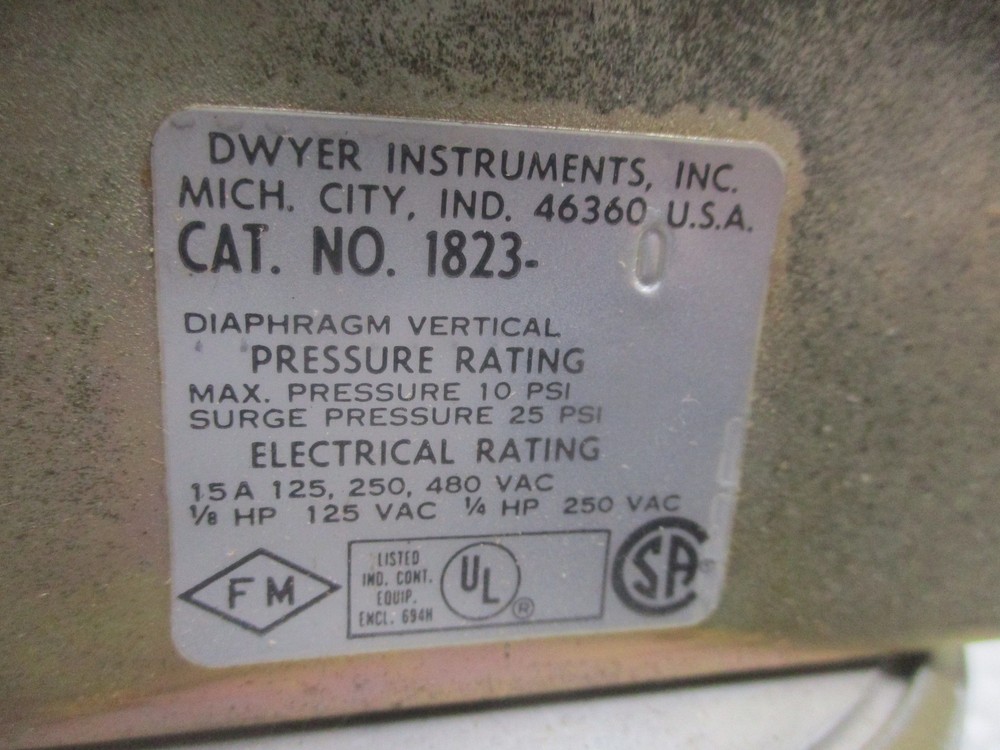 DWYER INSTRUMENTS, INC.
MICH. CITY, IND. 46360 U.S.A.
CAT. NO. 1823- 0
DIAPHRAGM VERTICAL
PRESSURE RATING
MAX. PRESSURE 10 PSI
SURGE PRESSURE 25 PSI
ELECTRICAL RATING
15A 125, 250, 480 VAC
1/8 HP 125 VAC 1/4 HP 250 VAC
FM
LISTED
IND. CONT.
EQUIP.
ENCL. 694H
UL ®
SA ®